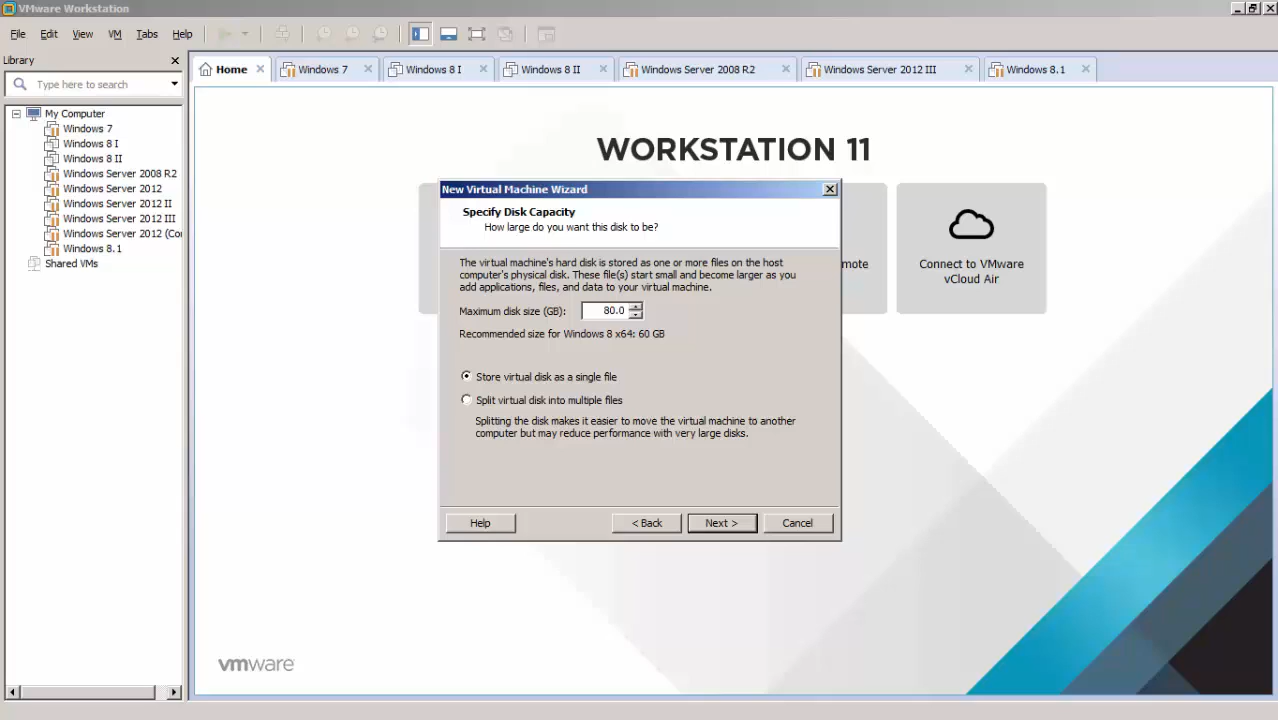 VMware Workstation
File Edit View VM Tabs Help
Library
Type here to search
My Computer
Windows 7
Windows 8 I
Windows 8 II
Windows Server 2008 R2
Windows Server 2012
Windows Server 2012 II
Windows Server 2012 III
Windows Server 2012 (Co
Windows 8.1
Shared VMs
Home Windows 7 Windows 8 I Windows 8 II Windows Server 2008 R2 Windows Server 2012 III Windows 8.1
WORKSTATION 11
mote
Connect to VMware
vCloud Air
New Virtual Machine Wizard
Specify Disk Capacity
How large do you want this disk to be?
The virtual machine's hard disk is stored as one or more files on the host
computer's physical disk. These file(s) start small and become larger as you
add applications, files, and data to your virtual machine.
Maximum disk size (GB): 80.0
Recommended size for Windows 8 x64: 60 GB
Store virtual disk as a single file
Split virtual disk into multiple files
Splitting the disk makes it easier to move the virtual machine to another
computer but may reduce performance with very large disks.
Help < Back Next > Cancel
vmware